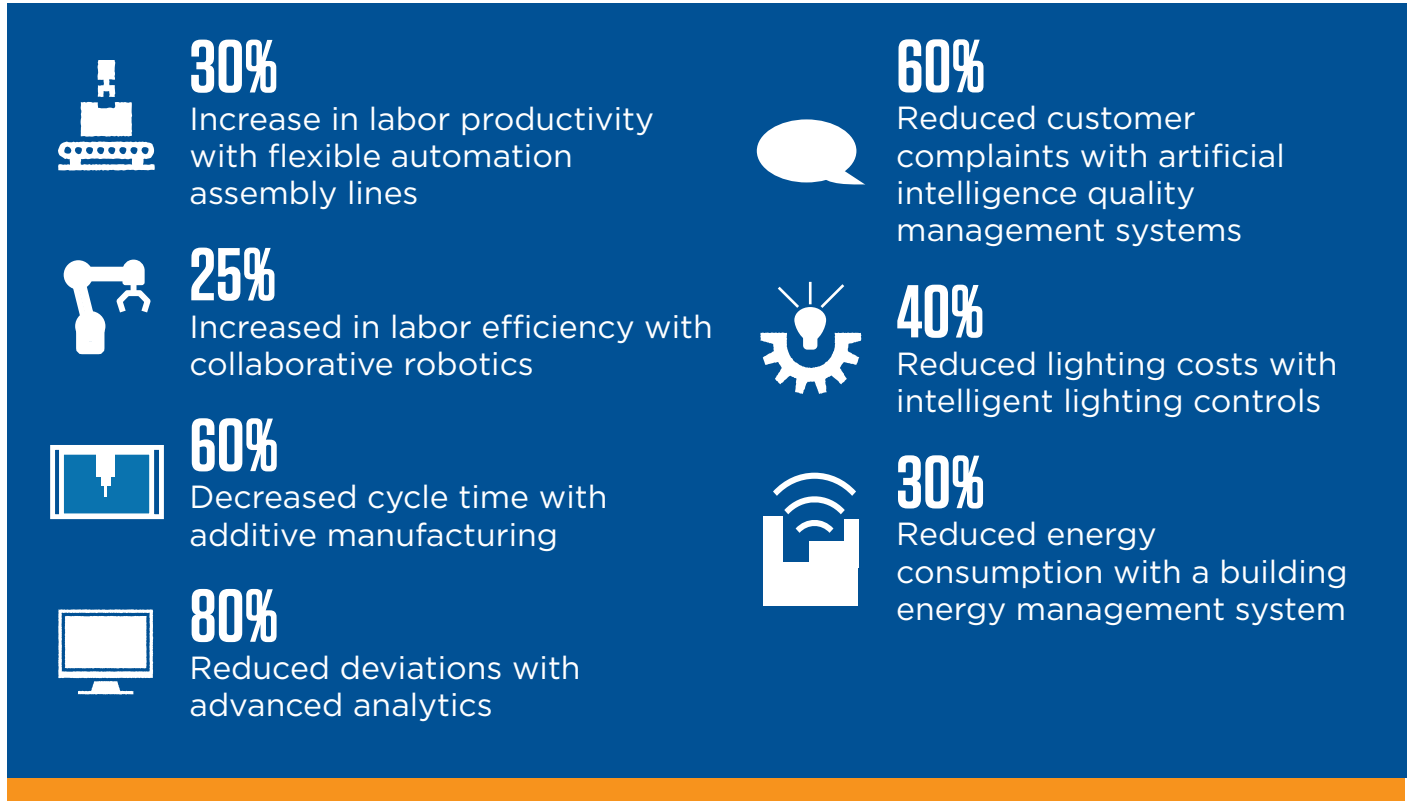 30%
Increase in labor productivity
with flexible automation
assembly lines
25%
Increased in labor efficiency with
collaborative robotics
60%
Decreased cycle time with
additive manufacturing
80%
Reduced deviations with
advanced analytics
60%
Reduced customer
complaints with artificial
intelligence quality
management systems
40%
Reduced lighting costs with
intelligent lighting controls
30%
Reduced energy
consumption with a building
energy management system